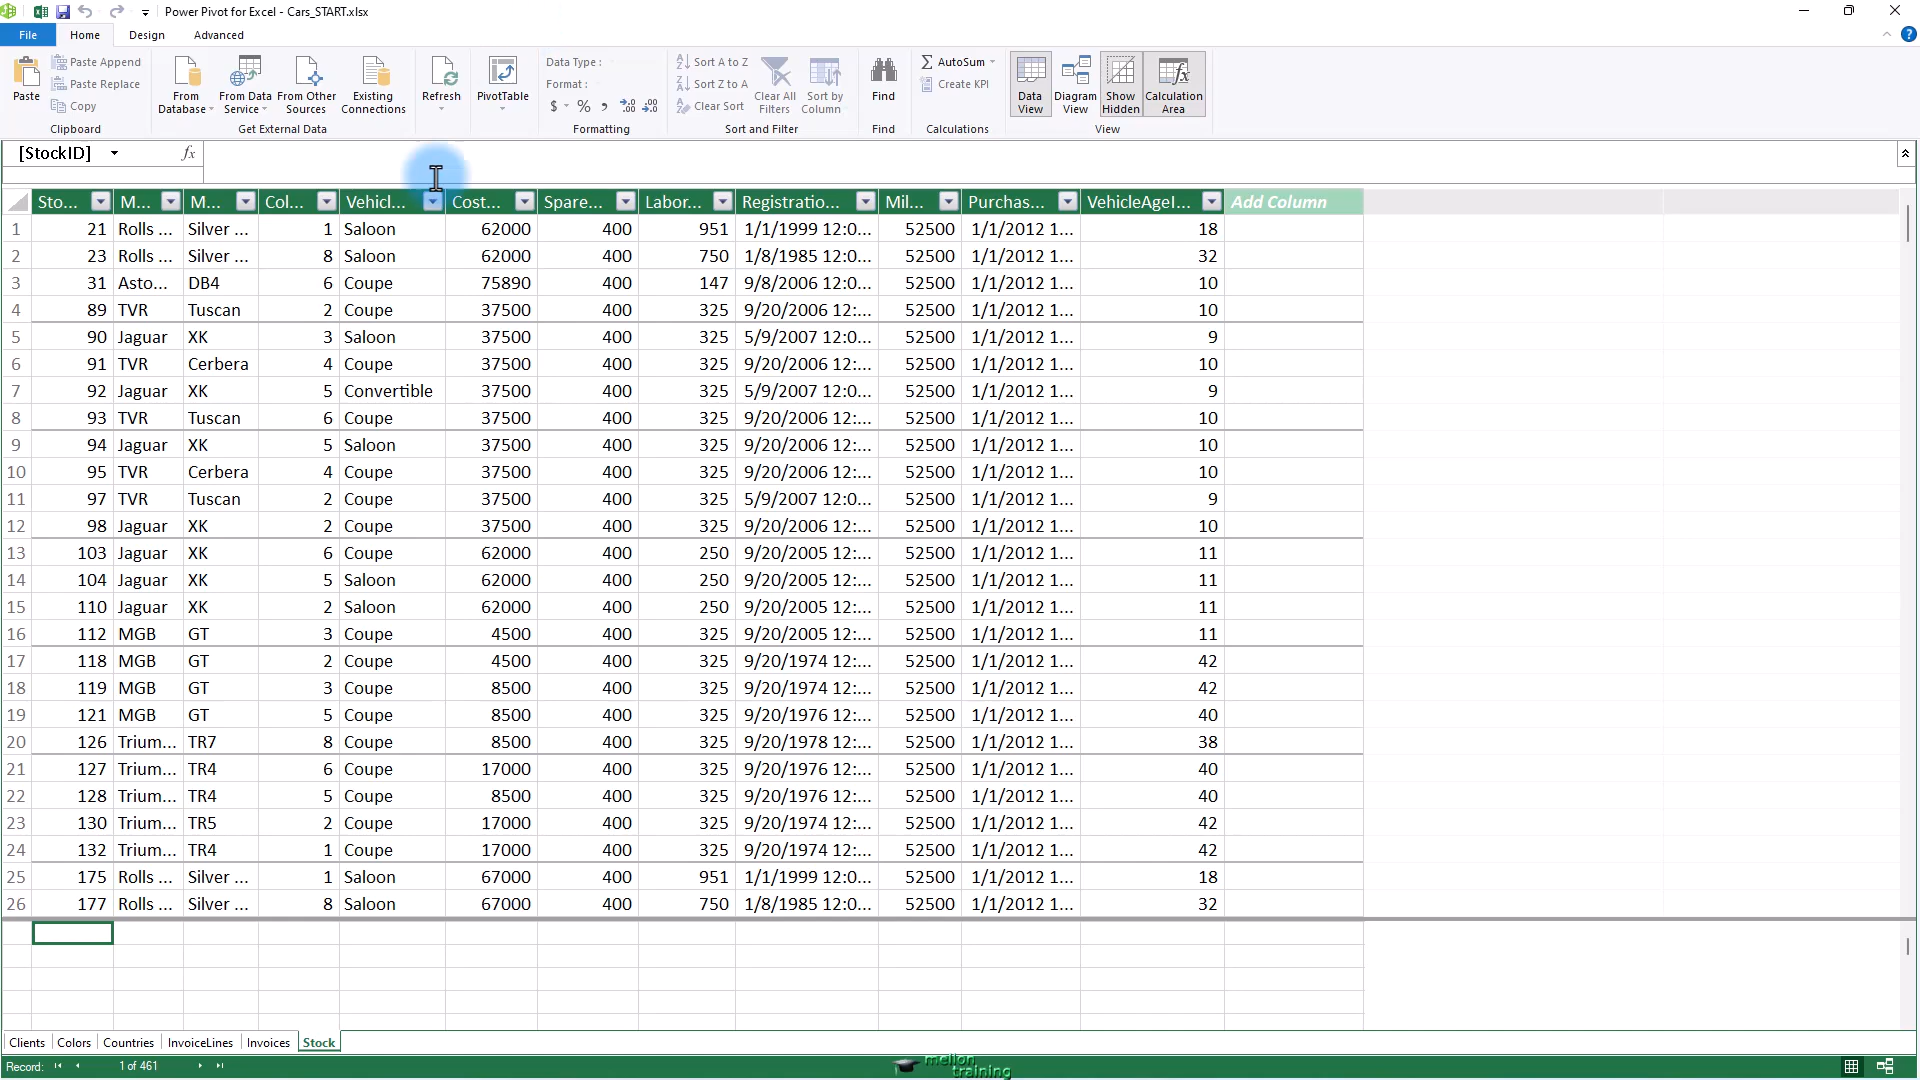 Power Pivot for Excel - Cars_START.xlsx
File Home Design Advanced
Paste Paste Append Paste Replace Copy
Clipboard
From Database From Data Service From Other Sources Existing Connections
Get External Data
Refresh
PivotTable
Data Type :
Format :
$ % ,
Formatting
Sort A to Z Sort Z to A Clear Sort Clear All Filters Sort by Column
Sort and Filter
Find
Find
AutoSum
Create KPI
Calculations
Data View Diagram View Show Hidden Calculation Area
View
[StockID] fx
Sto... M... M... Col... Vehicl... Cost... Spare... Labor... Registratio... Mil... Purchas... VehicleAgeI... Add Column
1 21 Rolls ... Silver ... 1 Saloon 62000 400 951 1/1/1999 12:0... 52500 1/1/2012 1... 18
2 23 Rolls ... Silver ... 8 Saloon 62000 400 750 1/8/1985 12:0... 52500 1/1/2012 1... 32
3 31 Asto... DB4 6 Coupe 75890 400 147 9/8/2006 12:0... 52500 1/1/2012 1... 10
4 89 TVR Tuscan 2 Coupe 37500 400 325 9/20/2006 12:... 52500 1/1/2012 1... 10
5 90 Jaguar XK 3 Saloon 37500 400 325 5/9/2007 12:0... 52500 1/1/2012 1... 9
6 91 TVR Cerbera 4 Coupe 37500 400 325 9/20/2006 12:... 52500 1/1/2012 1... 10
7 92 Jaguar XK 5 Convertible 37500 400 325 5/9/2007 12:0... 52500 1/1/2012 1... 9
8 93 TVR Tuscan 6 Coupe 37500 400 325 9/20/2006 12:... 52500 1/1/2012 1... 10
9 94 Jaguar XK 5 Saloon 37500 400 325 9/20/2006 12:... 52500 1/1/2012 1... 10
10 95 TVR Cerbera 4 Coupe 37500 400 325 9/20/2006 12:... 52500 1/1/2012 1... 10
11 97 TVR Tuscan 2 Coupe 37500 400 325 5/9/2007 12:0... 52500 1/1/2012 1... 9
12 98 Jaguar XK 2 Coupe 37500 400 325 9/20/2006 12:... 52500 1/1/2012 1... 10
13 103 Jaguar XK 6 Coupe 62000 400 250 9/20/2005 12:... 52500 1/1/2012 1... 11
14 104 Jaguar XK 5 Saloon 62000 400 250 9/20/2005 12:... 52500 1/1/2012 1... 11
15 110 Jaguar XK 2 Saloon 62000 400 250 9/20/2005 12:... 52500 1/1/2012 1... 11
16 112 MGB GT 3 Coupe 4500 400 325 9/20/2005 12:... 52500 1/1/2012 1... 11
17 118 MGB GT 2 Coupe 4500 400 325 9/20/1974 12:... 52500 1/1/2012 1... 42
18 119 MGB GT 3 Coupe 8500 400 325 9/20/1974 12:... 52500 1/1/2012 1... 42
19 121 MGB GT 5 Coupe 8500 400 325 9/20/1976 12:... 52500 1/1/2012 1... 40
20 126 Trium... TR7 8 Coupe 8500 400 325 9/20/1978 12:... 52500 1/1/2012 1... 38
21 127 Trium... TR4 6 Coupe 17000 400 325 9/20/1976 12:... 52500 1/1/2012 1... 40
22 128 Trium... TR4 5 Coupe 8500 400 325 9/20/1976 12:... 52500 1/1/2012 1... 40
23 130 Trium... TR5 2 Coupe 17000 400 325 9/20/1974 12:... 52500 1/1/2012 1... 42
24 132 Trium... TR4 1 Coupe 17000 400 325 9/20/1974 12:... 52500 1/1/2012 1... 42
25 175 Rolls ... Silver ... 1 Saloon 67000 400 951 1/1/1999 12:0... 52500 1/1/2012 1... 18
26 177 Rolls ... Silver ... 8 Saloon 67000 400 750 1/8/1985 12:0... 52500 1/1/2012 1... 32
Clients Colors Countries InvoiceLines Invoices Stock
Record: 1 of 461
mellon
training